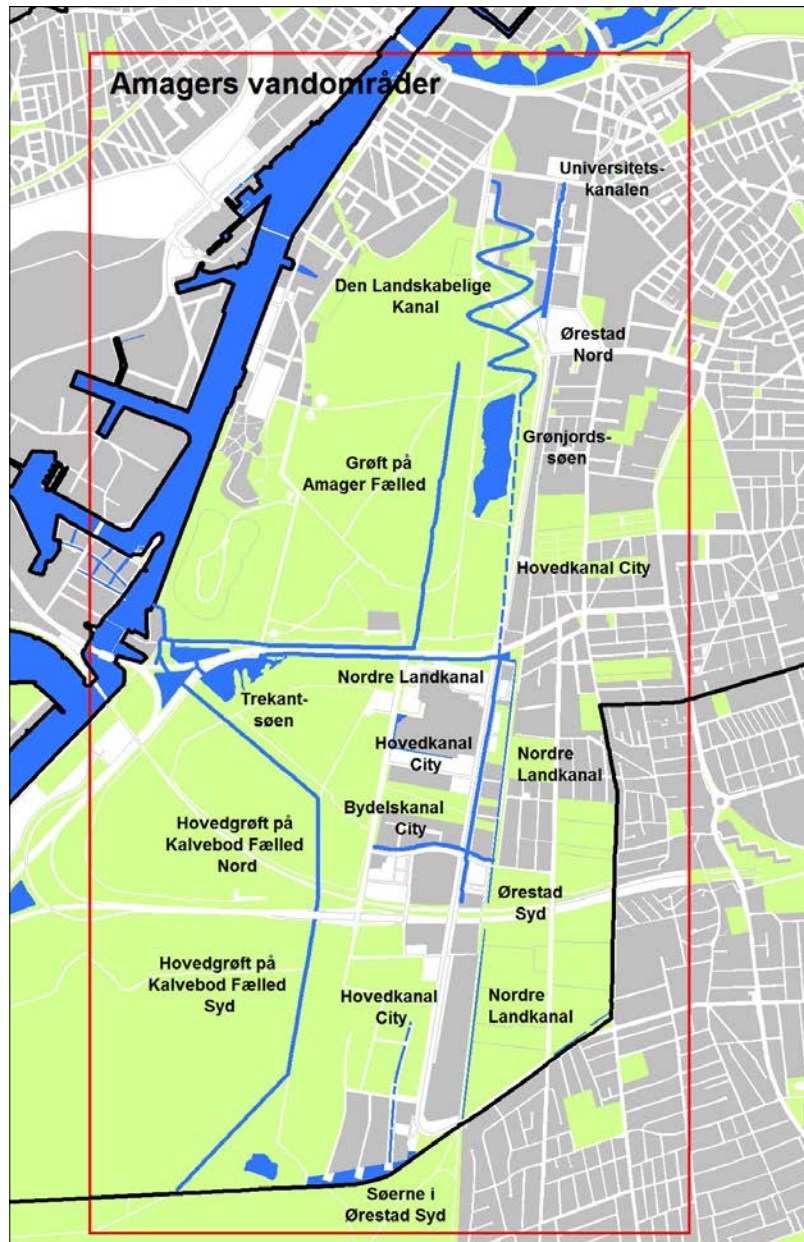 Amagers vandområder
Universitets-
kanalen
Den Landskabelige
Kanal
Ørestad
Nord
Grønjords-
søen
Grøft på
Amager Fælled
Hovedkanal City
Nordre Landkanal
Trekant-
søen
Hovedkanal
City
Nordre
Landkanal
Bydelskanal
City
Hovedgrøft på
Kalvebod Fælled
Nord
Ørestad
Syd
Hovedgrøft på
Kalvebod Fælled
Syd
Hovedkanal
City
Nordre
Landkanal
Søerne i
Ørestad Syd